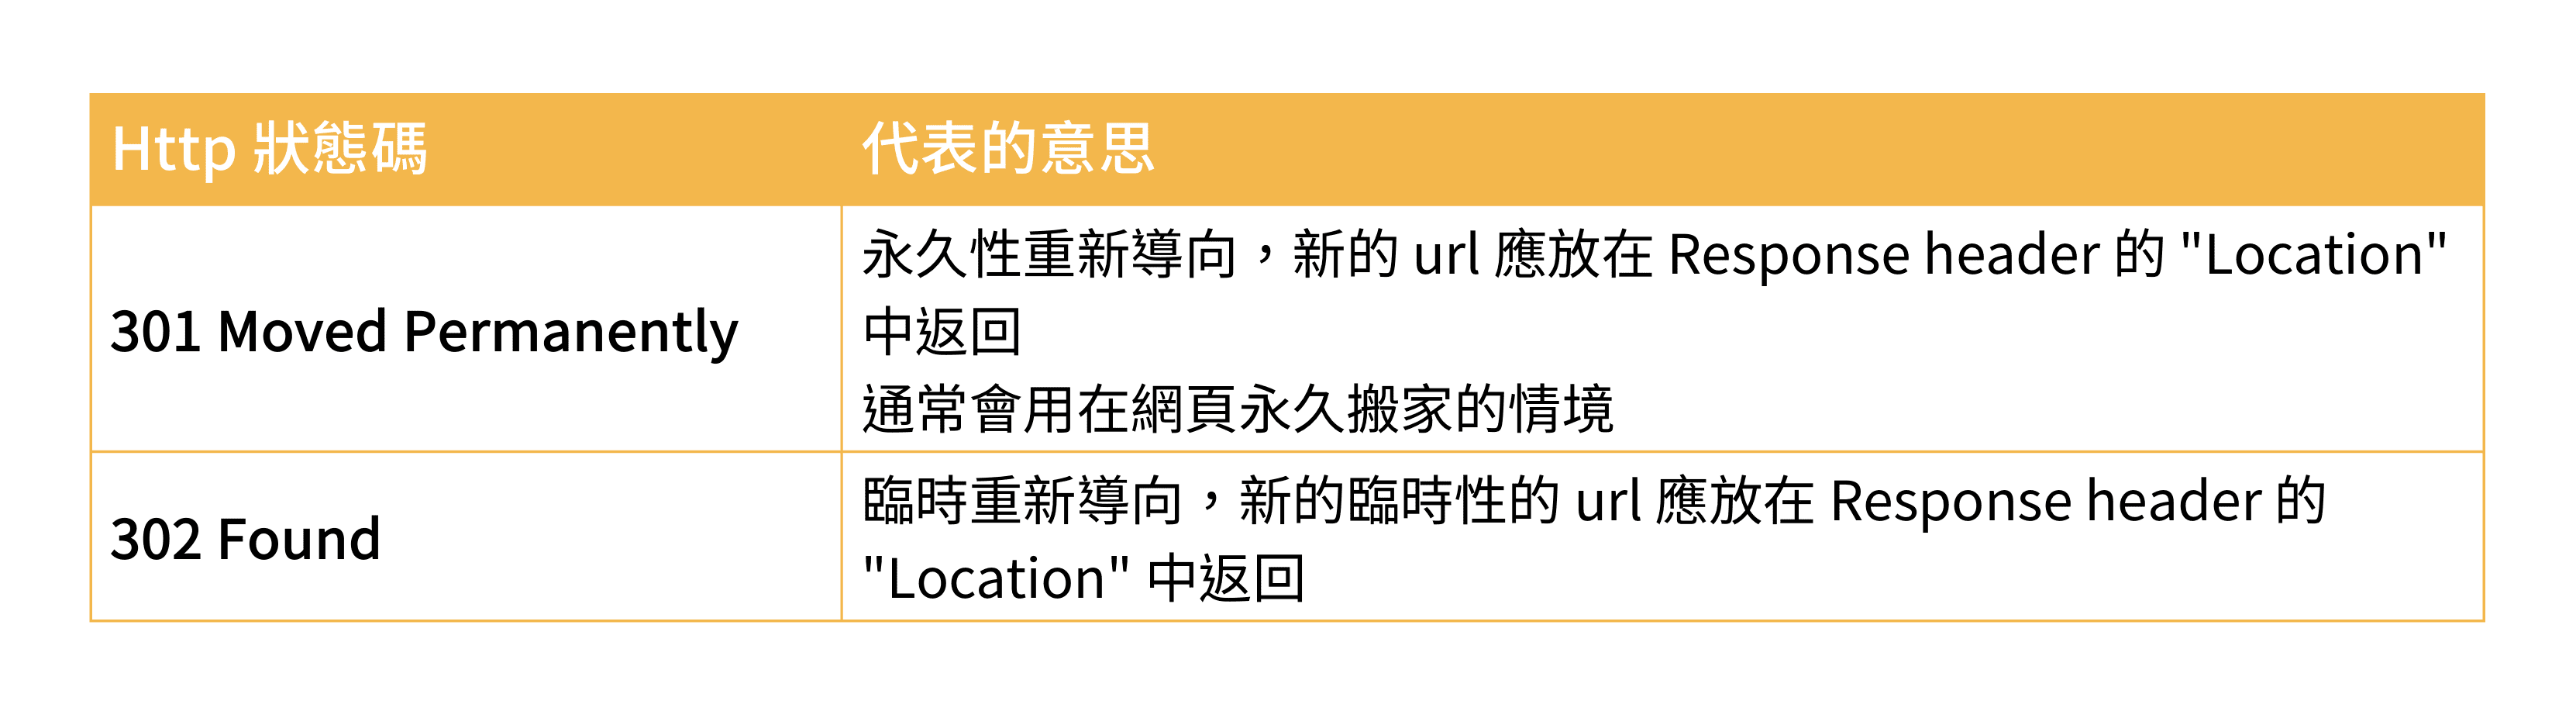 Http 狀態碼
代表的意思
301 Moved Permanently
永久性重新導向，新的 url 應放在 Response header 的 "Location"
中返回
通常會用在網頁永久搬家的情境
302 Found
臨時重新導向，新的臨時性的 url 應放在 Response header 的
"Location" 中返回